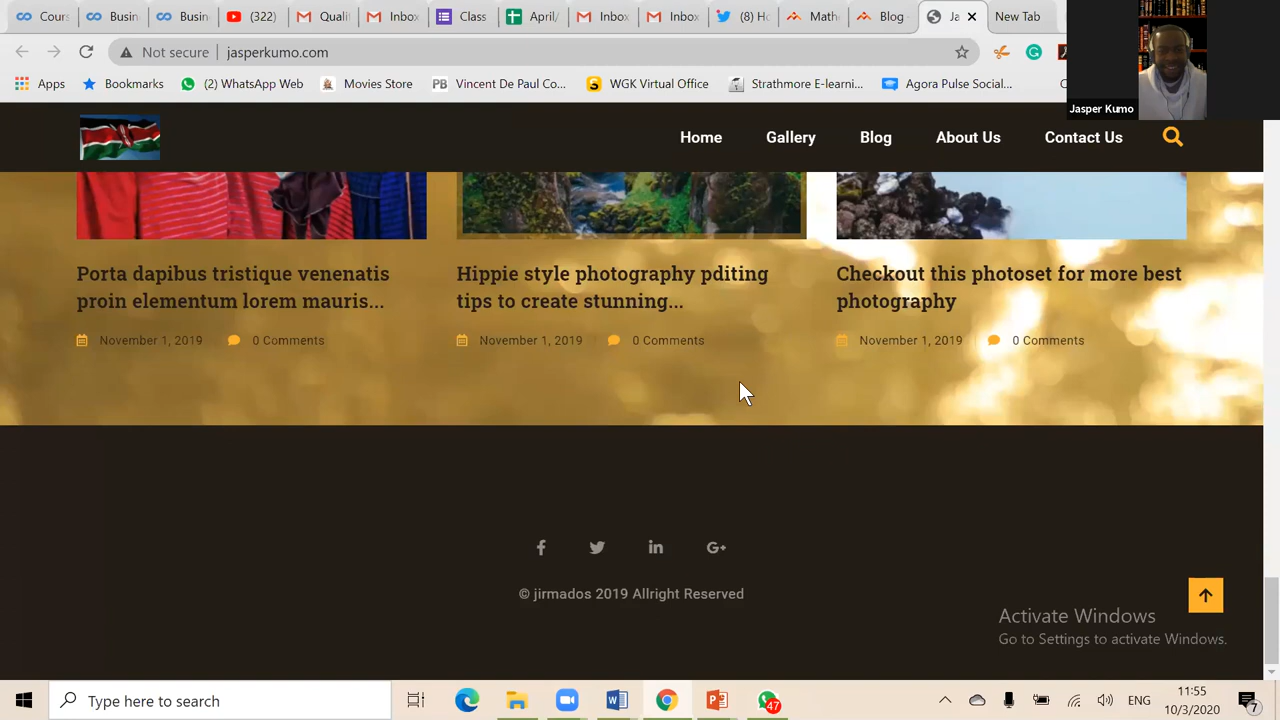 Cours
Busin
Busin
(322)
Qualit
Inbox
Class
April/
Inbox
Inbox
(8) Ho
Math
Blog
Ja
New Tab
Not secure jasperkumo.com
Apps
Bookmarks
(2) WhatsApp Web
Motivs Store
PB Vincent De Paul Co...
WGK Virtual Office
Strathmore E-learni...
Agora Pulse Social...
Jasper Kumo
Home Gallery Blog About Us Contact Us
Porta dapibus tristique venenatis
proin elementum lorem mauris...
November 1, 2019 0 Comments
Hippie style photography pditing
tips to create stunning...
November 1, 2019 0 Comments
Checkout this photoset for more best
photography
November 1, 2019 0 Comments
© jirmados 2019 Allright Reserved
Activate Windows
Go to Settings to activate Windows.
Type here to search
47
ENG
11:55
10/3/2020
7